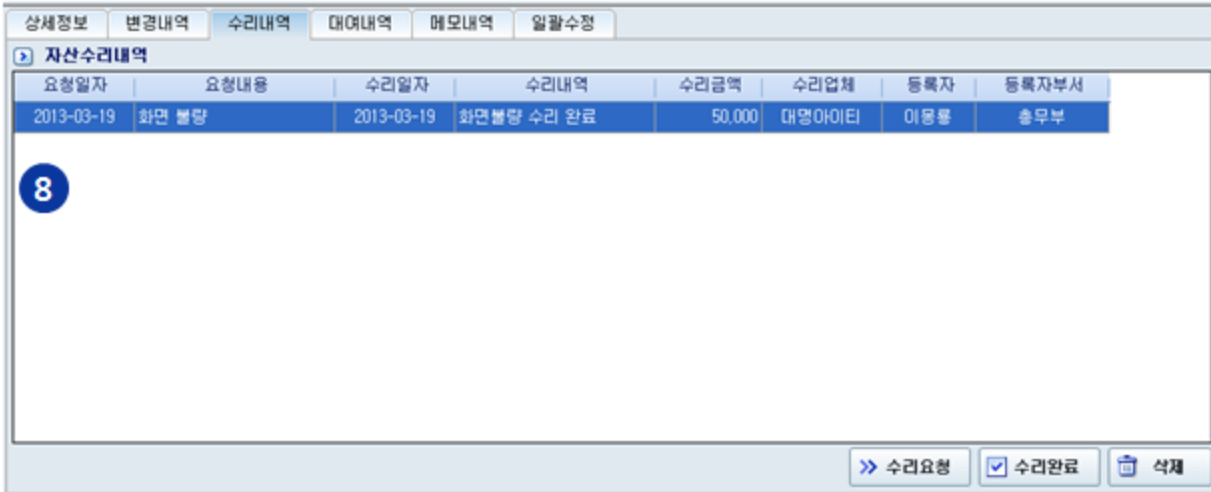 상세정보 변경내역 수리내역 대여내역 메모내역 일괄수정
자산수리내역
요청일자 요청내용 수리일자 수리내역 수리금액 수리업체 등록자 등록자부서
2013-03-19 화면 불량 2013-03-19 화면불량 수리 완료 50,000 대명아이티 이몽룡 총무부
8
수리요청 수리완료 삭제